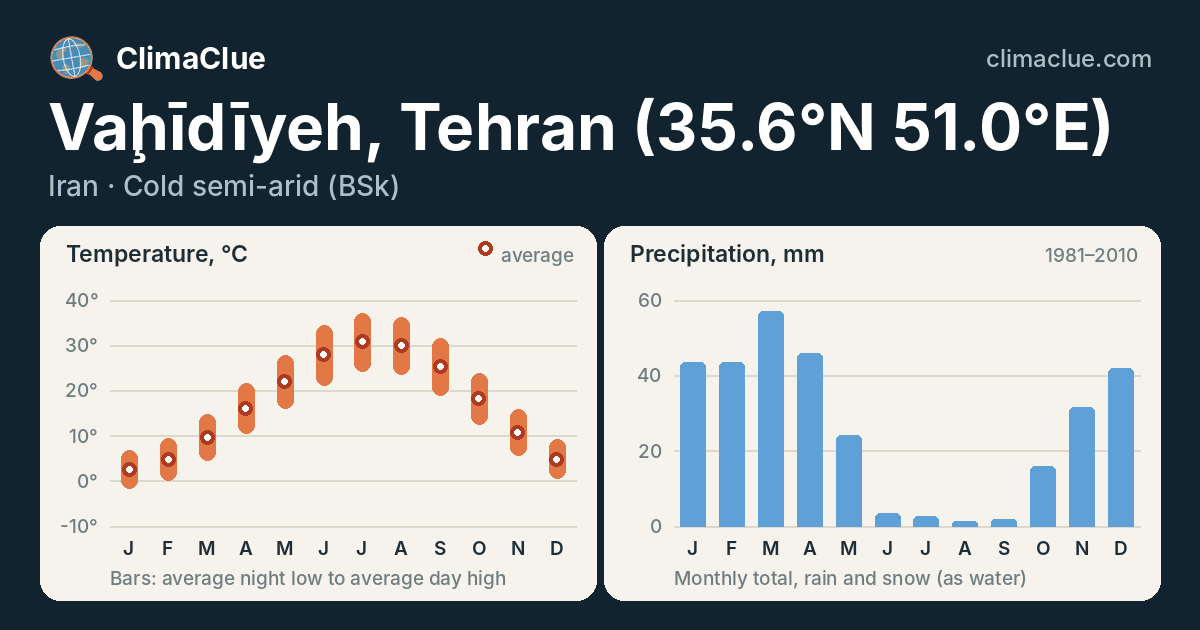 ClimaClue
climaclue.com
Vaḩīdīyeh, Tehran (35.6°N 51.0°E)
Iran · Cold semi-arid (BSk)
Temperature, °C
average
40°
30°
20°
10°
0°
-10°
J F M A M J J A S O N D
Bars: average night low to average day high
Precipitation, mm
1981–2010
60
40
20
0
J F M A M J J A S O N D
Monthly total, rain and snow (as water)